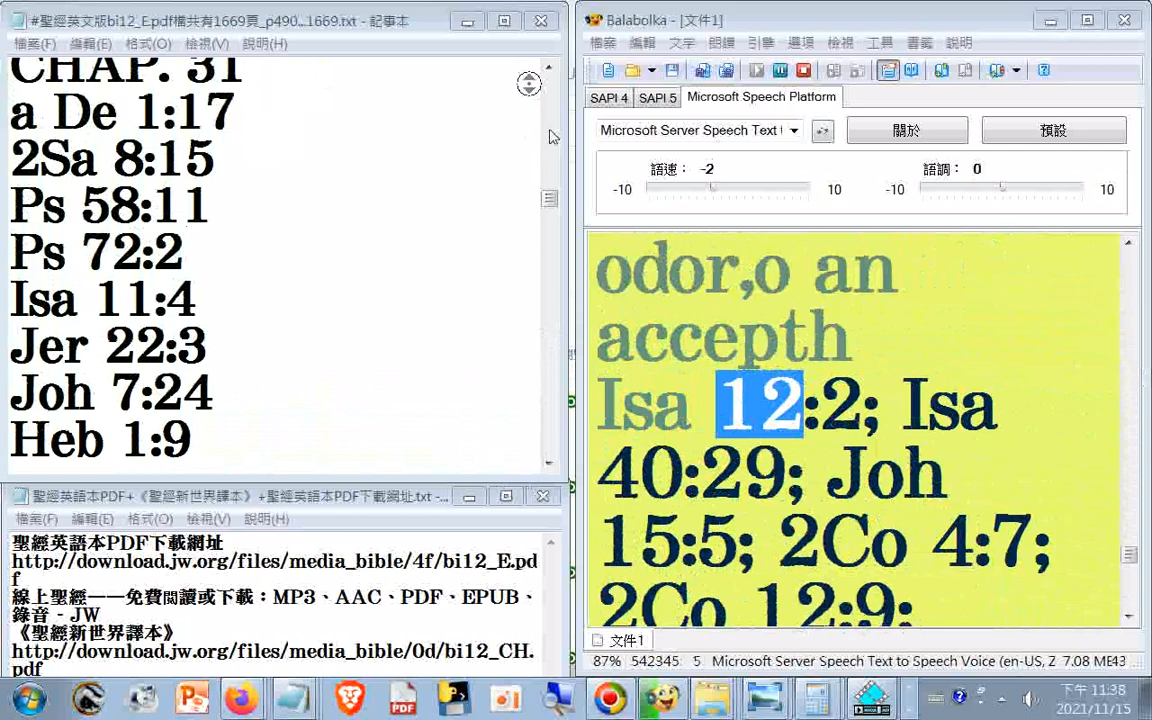 #聖經英文版bi12_E.pdf檔共有1669頁_p490...1669.txt - 記事本
檔案(F) 編輯(E) 格式(O) 檢視(V) 說明(H)
CHAP. 31
a De 1:17
2Sa 8:15
Ps 58:11
Ps 72:2
Isa 11:4
Jer 22:3
Joh 7:24
Heb 1:9
聖經英語本PDF+《聖經新世界譯本》+聖經英語本PDF下載網址.txt -...
檔案(F) 編輯(E) 格式(O) 檢視(V) 說明(H)
聖經英語本PDF下載網址
http://download.jw.org/files/media_bible/4f/bi12_E.pd
f
線上聖經——免費閱讀或下載：MP3、AAC、PDF、EPUB、
錄音 - JW
《聖經新世界譯本》
http://download.jw.org/files/media_bible/0d/bi12_CH.
pdf
Balabolka - [文件1]
檔案 編輯 文字 朗讀 引擎 選項 檢視 工具 書籤 說明
SAPI 4 SAPI 5 Microsoft Speech Platform
Microsoft Server Speech Text 關於 預設
語速： -2 語調： 0
-10 10 -10 10
odor,o an
accepth
Isa 12:2; Isa
40:29; Joh
15:5; 2Co 4:7;
2Co 12:9;
文件1
87% 542345: 5 Microsoft Server Speech Text to Speech Voice (en-US, Z 7.08 ME43
PDF
下午 11:38
2021/11/15